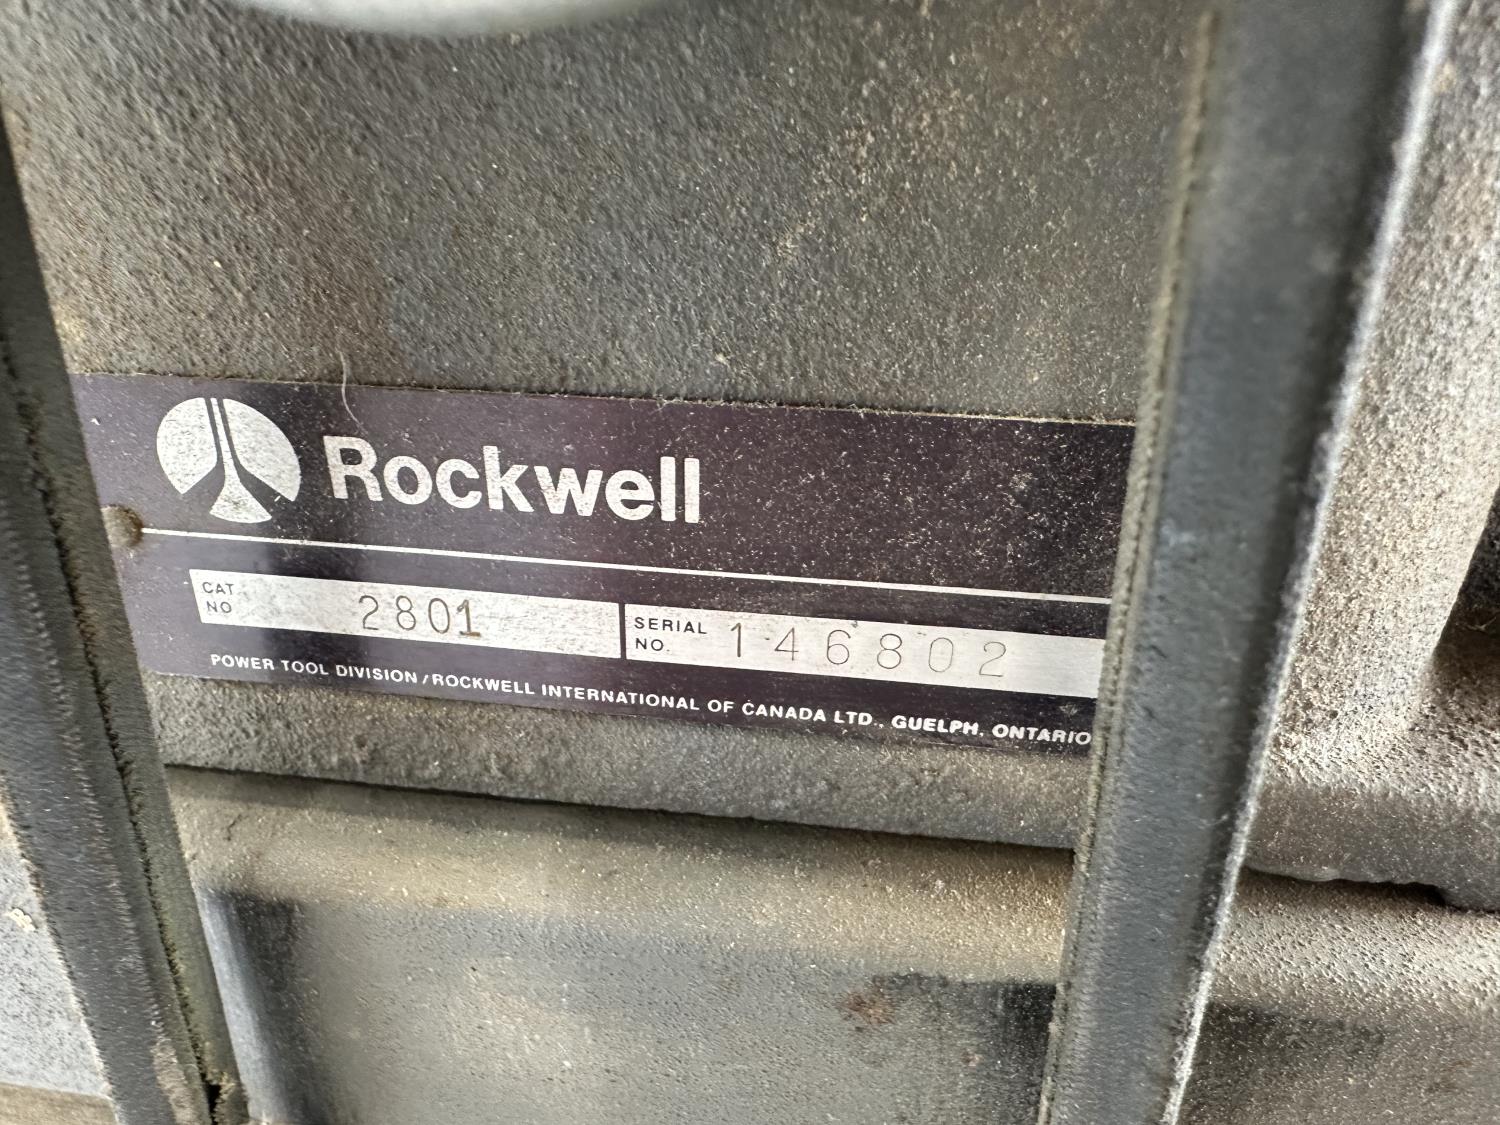 Rockwell
CAT NO 2801
SERIAL NO. 146802
POWER TOOL DIVISION / ROCKWELL INTERNATIONAL OF CANADA LTD., GUELPH, ONTARIO